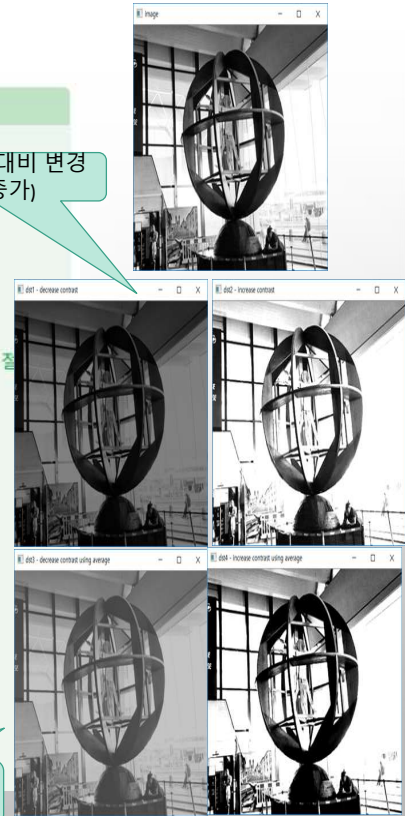 image
대비 변경
증가)
dst1 - decrease contrast
dst2 - increase contrast
절
dst3 - decrease contrast using average
dst4 - increase contrast using average